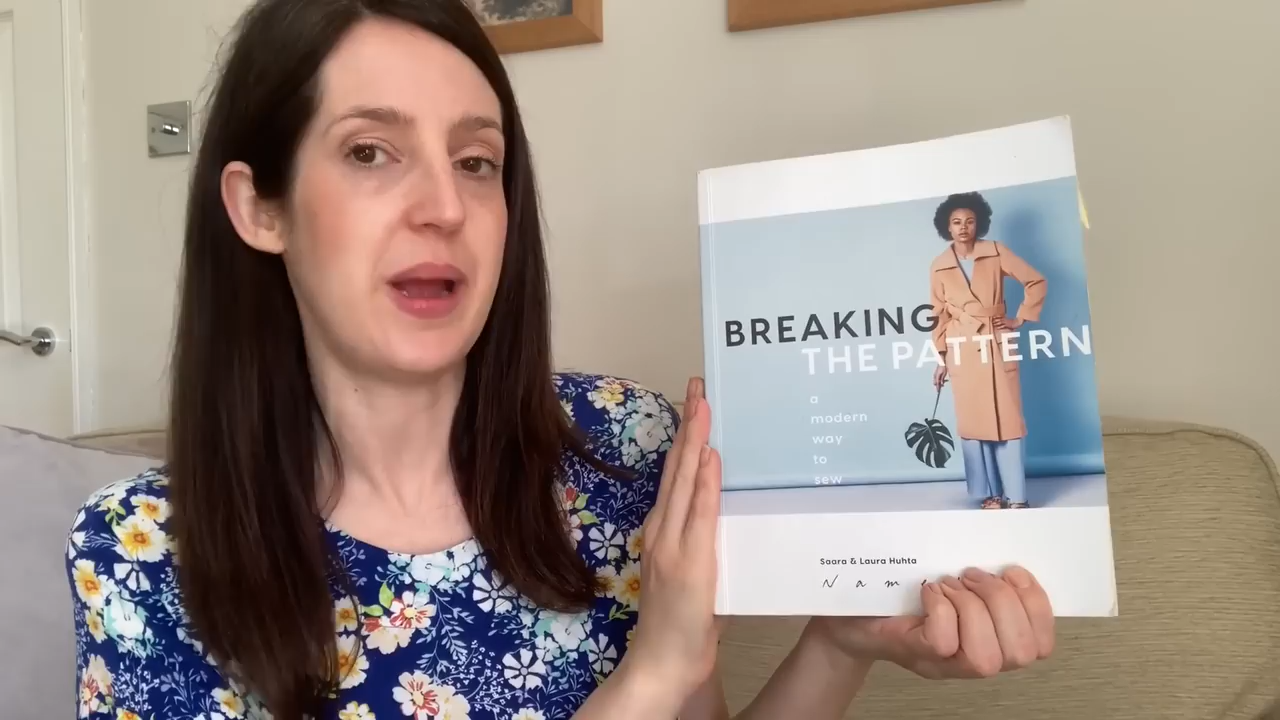 BREAKING
THE PATTERN
a
modern
way
to
sew
Saara & Laura Huhta